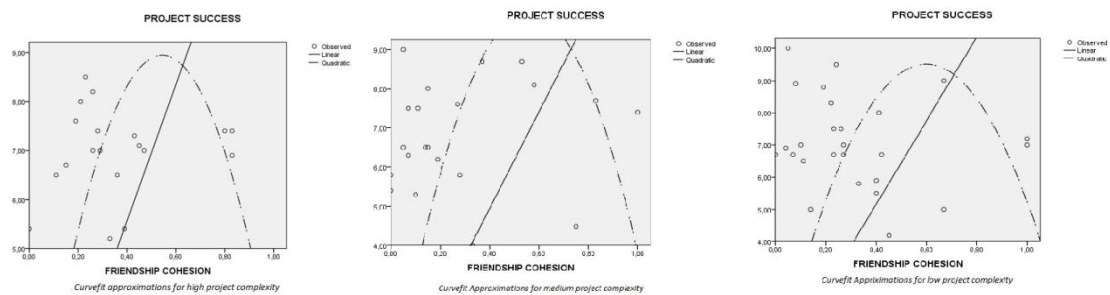 PROJECT SUCCESS
9,00
8,00
7,00
6,00
5,00
0,00 0,20 0,40 0,60 0,80 1,00
Observed
Linear
Quadratic
FRIENDSHIP COHESION
Curvefit approximations for high project complexity
PROJECT SUCCESS
9,00
8,00
7,00
6,00
5,00
4,00
0,00 0,20 0,40 0,60 0,80 1,00
Observed
Linear
Quadratic
FRIENDSHIP COHESION
Curvefit Approximations for medium project complexity
PROJECT SUCCESS
10,00
9,00
8,00
7,00
6,00
5,00
4,00
0,00 0,20 0,40 0,60 0,80 1,00
Observed
Linear
Quadratic
FRIENDSHIP COHESION
Curvefit Appriximations for low project complexity